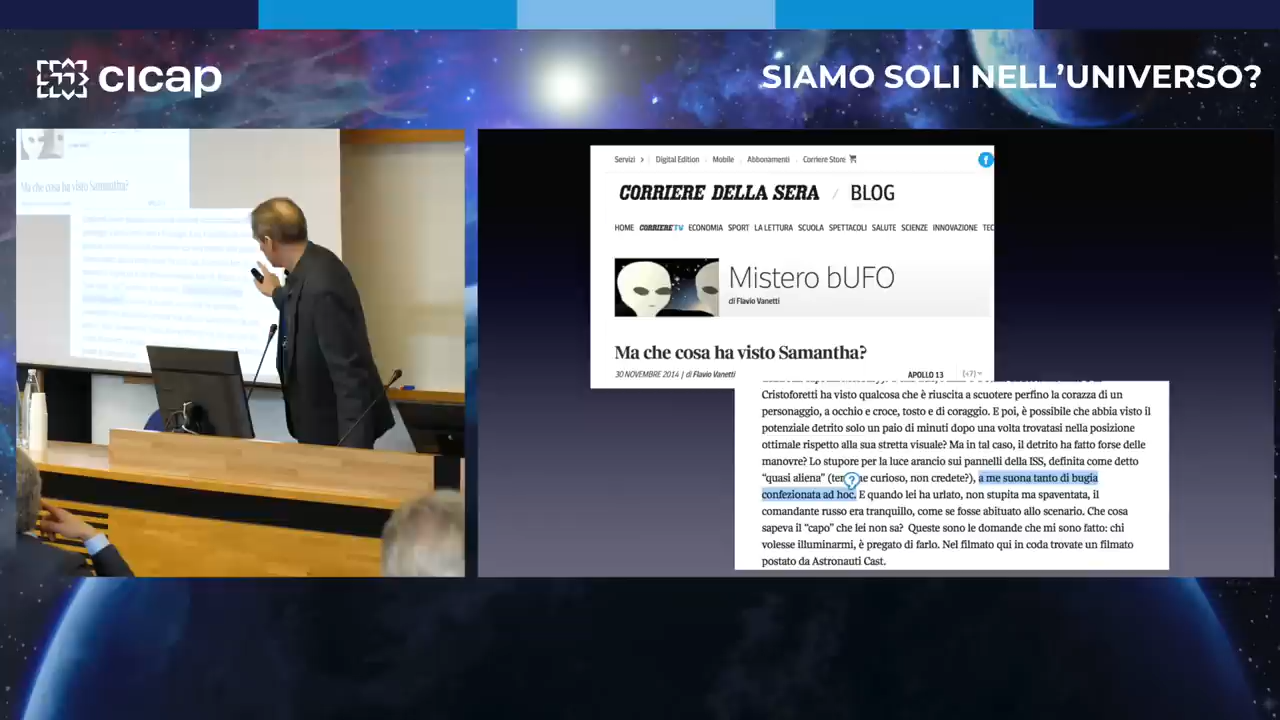 cicap
SIAMO SOLI NELL'UNIVERSO?
Ma che cosa ha visto Samantha?
Servizi > Digital Edition Mobile Abbonamenti Corriere Store
f
CORRIERE DELLA SERA / BLOG
HOME CORRIERETV ECONOMIA SPORT LA LETTURA SCUOLA SPETTACOLI SALUTE SCIENZE INNOVAZIONE TEC
Mistero bUFO
di Flavio Vanetti
Ma che cosa ha visto Samantha?
30 NOVEMBRE 2014 | di Flavio Vanetti APOLLO 13 (+7)
Cristoforetti ha visto qualcosa che è riuscita a scuotere perfino la corazza di un
personaggio, a occhio e croce, tosto e di coraggio. E poi, è possibile che abbia visto il
potenziale detrito solo un paio di minuti dopo una volta trovatasi nella posizione
ottimale rispetto alla sua stretta visuale? Ma in tal caso, il detrito ha fatto forse delle
manovre? Lo stupore per la luce arancio sui pannelli della ISS, definita come detto
"quasi aliena" (ter ne curioso, non credete?), a me suona tanto di bugia
confezionata ad hoc. E quando lei ha urlato, non stupita ma spaventata, il
comandante russo era tranquillo, come se fosse abituato allo scenario. Che cosa
sapeva il "capo" che lei non sa? Queste sono le domande che mi sono fatto: chi
volesse illuminarmi, è pregato di farlo. Nel filmato qui in coda trovate un filmato
postato da Astronauti Cast.